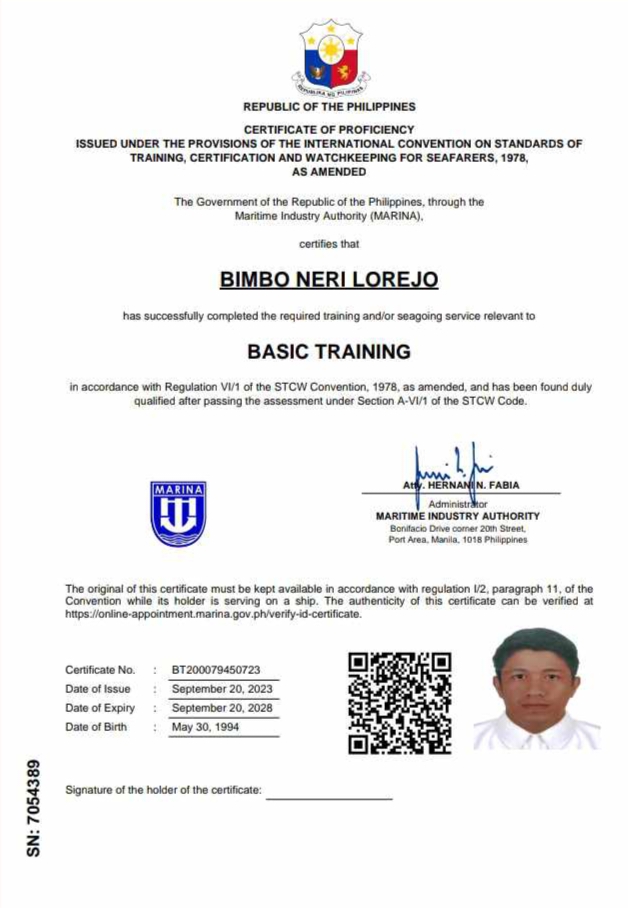 REPUBLIKA NG PILIPINAS
REPUBLIC OF THE PHILIPPINES
CERTIFICATE OF PROFICIENCY
ISSUED UNDER THE PROVISIONS OF THE INTERNATIONAL CONVENTION ON STANDARDS OF
TRAINING, CERTIFICATION AND WATCHKEEPING FOR SEAFARERS, 1978,
AS AMENDED
The Government of the Republic of the Philippines, through the
Maritime Industry Authority (MARINA),
certifies that
BIMBO NERI LOREJO
has successfully completed the required training and/or seagoing service relevant to
BASIC TRAINING
in accordance with Regulation VI/1 of the STCW Convention, 1978, as amended, and has been found duly
qualified after passing the assessment under Section A-VI/1 of the STCW Code.
MARINA
Atty. HERNANI N. FABIA
Administrator
MARITIME INDUSTRY AUTHORITY
Bonifacio Drive corner 20th Street,
Port Area, Manila, 1018 Philippines
The original of this certificate must be kept available in accordance with regulation I/2, paragraph 11, of the
Convention while its holder is serving on a ship. The authenticity of this certificate can be verified at
https://online-appointment.marina.gov.ph/verify-id-certificate.
Certificate No. : BT200079450723
Date of Issue : September 20, 2023
Date of Expiry : September 20, 2028
Date of Birth : May 30, 1994
Signature of the holder of the certificate:
SN: 7054389